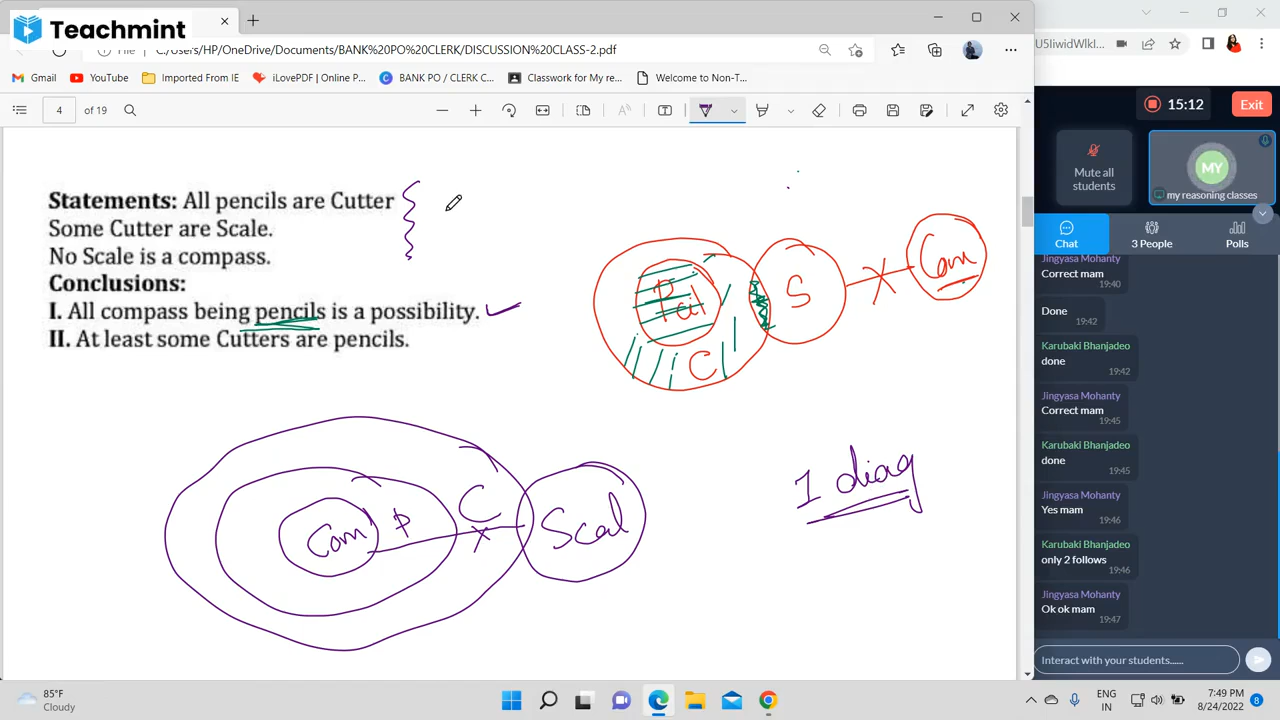 Teachmint
File
C:/Users/HP/OneDrive/Documents/BANK%20PO%20CLERK/DISCUSSION%20CLASS-2.pdf
Gmail
YouTube
Imported From IE
iLovePDF | Online P...
BANK PO / CLERK C...
Classwork for My re...
Welcome to Non-T...
4 of 19
Statements: All pencils are Cutter
Some Cutter are Scale.
No Scale is a compass.
Conclusions:
I. All compass being pencils is a possibility.
II. At least some Cutters are pencils.
S
Com
C
Com
P
C
Scal
1 diag
U5IiwidWxI...
15:12
Exit
Mute all
students
MY
my reasoning classes
Chat
3 People
Polls
Jingyasa Mohanty
Correct mam
19:40
Done
19:42
Karubaki Bhanjadeo
done
19:42
Jingyasa Mohanty
Correct mam
19:45
Karubaki Bhanjadeo
done
19:45
Jingyasa Mohanty
Yes mam
19:46
Karubaki Bhanjadeo
only 2 follows
19:46
Jingyasa Mohanty
Ok ok mam
19:47
Interact with your students......
85°F
Cloudy
ENG
IN
7:49 PM
8/24/2022
8